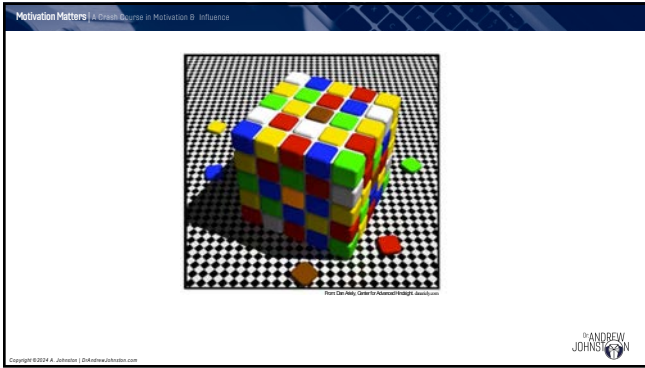 Motivation Matters | A Crash Course in Motivation & Influence
From: Dan Ariely, Center for Advanced Hindsight. danariely.com
Dr ANDREW
JOHNSTON
Copyright ©2024 A. Johnston | DrAndrewJohnston.com